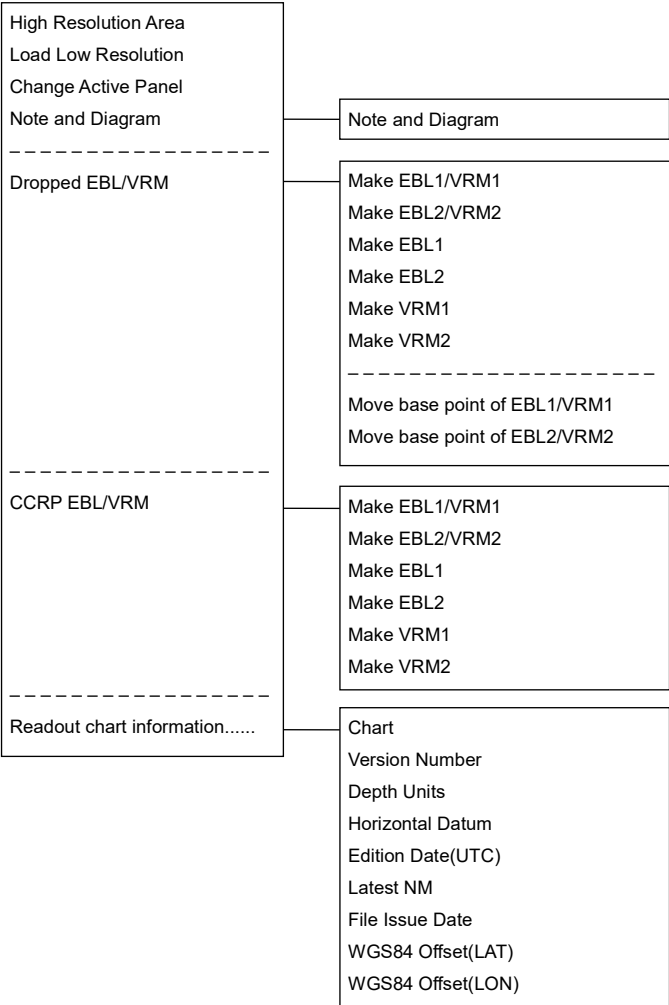 High Resolution Area
Load Low Resolution
Change Active Panel
Note and Diagram
Note and Diagram
Dropped EBL/VRM
Make EBL1/VRM1
Make EBL2/VRM2
Make EBL1
Make EBL2
Make VRM1
Make VRM2
Move base point of EBL1/VRM1
Move base point of EBL2/VRM2
CCRP EBL/VRM
Make EBL1/VRM1
Make EBL2/VRM2
Make EBL1
Make EBL2
Make VRM1
Make VRM2
Readout chart information......
Chart
Version Number
Depth Units
Horizontal Datum
Edition Date(UTC)
Latest NM
File Issue Date
WGS84 Offset(LAT)
WGS84 Offset(LON)